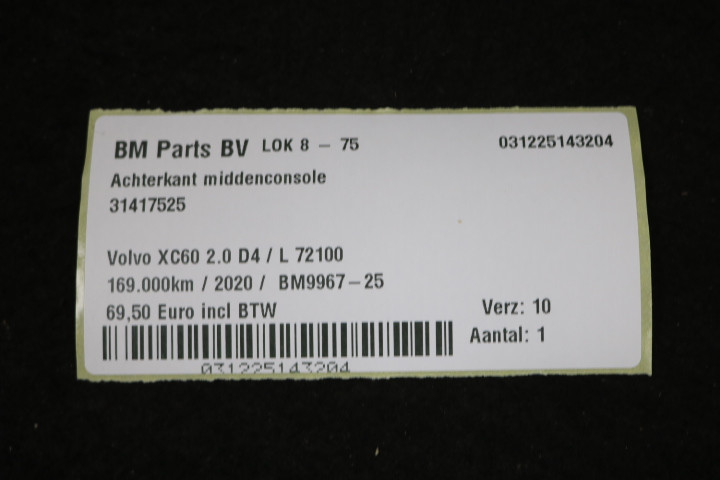 BM Parts BV LOK 8 - 75 031225143204
Achterkant middenconsole
31417525
Volvo XC60 2.0 D4 / L 72100
169.000km / 2020 / BM9967-25
69,50 Euro incl BTW Verz: 10
Aantal: 1
031225143204